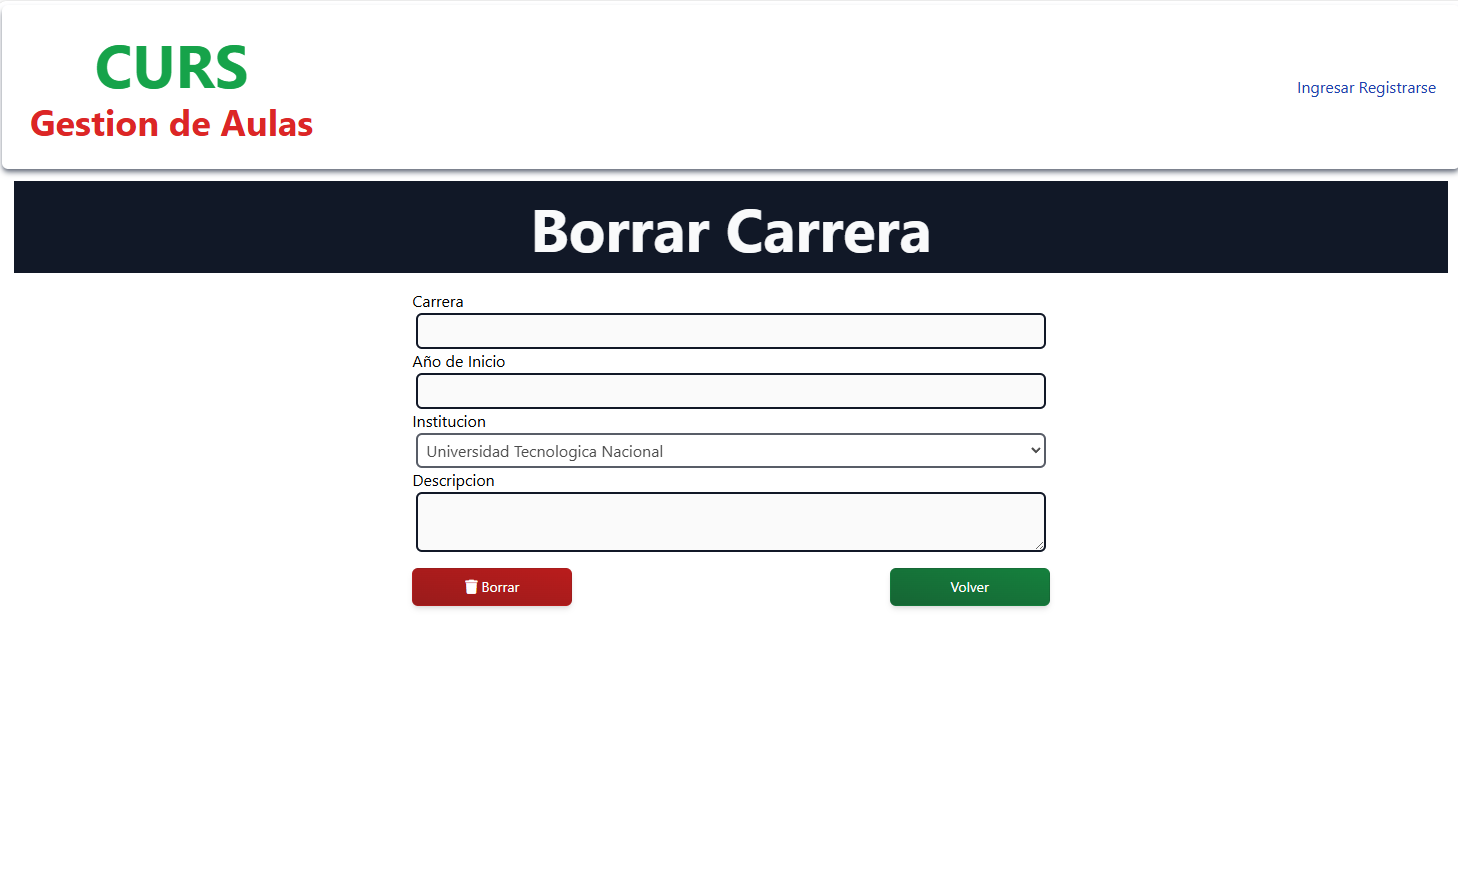 CURS
Gestion de Aulas
Ingresar Registrarse
Borrar Carrera
Carrera
Año de Inicio
Institucion
Universidad Tecnologica Nacional
Descripcion
Borrar
Volver